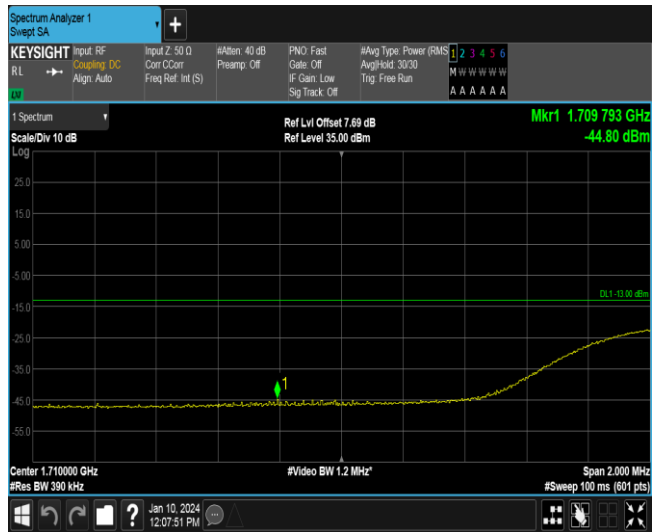 Spectrum Analyzer 1
Swept SA
+
KEYSIGHT
RL
LXI
Input: RF
Coupling: DC
Align: Auto
Input Z: 50 Ω
Corr CCorr
Freq Ref: Int (S)
#Atten: 40 dB
Preamp: Off
PNO: Fast
Gate: Off
IF Gain: Low
Sig Track: Off
#Avg Type: Power (RMS
Avg|Hold: 30/30
Trig: Free Run
1 2 3 4 5 6
M W W W W W
A A A A A A
1 Spectrum
Scale/Div 10 dB
Log
Ref Lvl Offset 7.69 dB
Ref Level 35.00 dBm
Mkr1 1.709 793 GHz
-44.80 dBm
25.0
15.0
5.00
-5.00
DL1 -13.00 dBm
-15.0
-25.0
-35.0
1
-45.0
-55.0
Center 1.710000 GHz
#Video BW 1.2 MHz*
Span 2.000 MHz
#Res BW 390 kHz
#Sweep 100 ms (601 pts)
?
Jan 10, 2024
12:07:51 PM